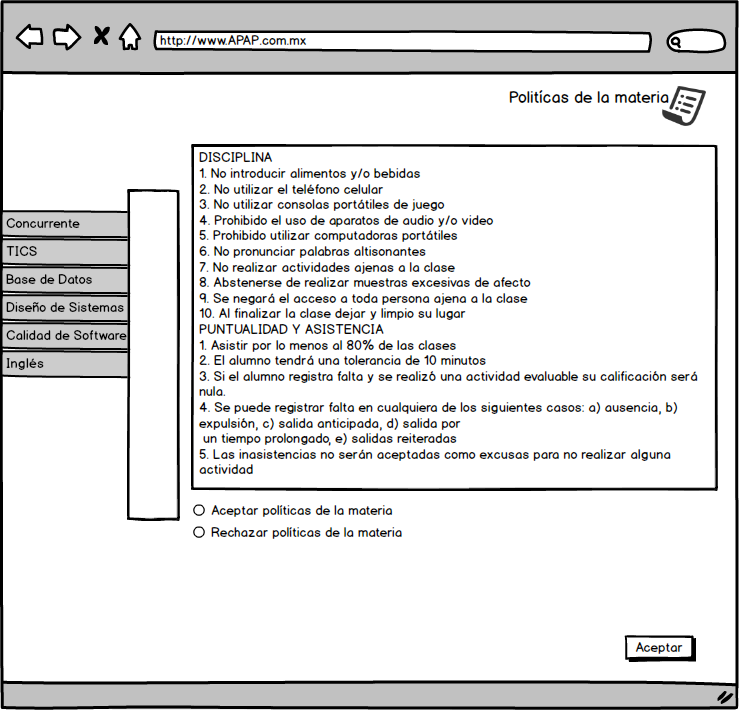 http://www.APAP.com.mx
Politícas de la materia
DISCIPLINA
1. No introducir alimentos y/o bebidas
2. No utilizar el teléfono celular
3. No utilizar consolas portátiles de juego
4. Prohibido el uso de aparatos de audio y/o video
5. Prohibido utilizar computadoras portátiles
6. No pronunciar palabras altisonantes
7. No realizar actividades ajenas a la clase
8. Abstenerse de realizar muestras excesivas de afecto
9. Se negará el acceso a toda persona ajena a la clase
10. Al finalizar la clase dejar y limpio su lugar
PUNTUALIDAD Y ASISTENCIA
1. Asistir por lo menos al 80% de las clases
2. El alumno tendrá una tolerancia de 10 minutos
3. Si el alumno registra falta y se realizó una actividad evaluable su calificación será
nula.
4. Se puede registrar falta en cualquiera de los siguientes casos: a) ausencia, b)
expulsión, c) salida anticipada, d) salida por
un tiempo prolongado, e) salidas reiteradas
5. Las inasistencias no serán aceptadas como excusas para no realizar alguna
actividad
Concurrente
TICS
Base de Datos
Diseño de Sistemas
Calidad de Software
Inglés
Aceptar políticas de la materia
Rechazar políticas de la materia
Aceptar